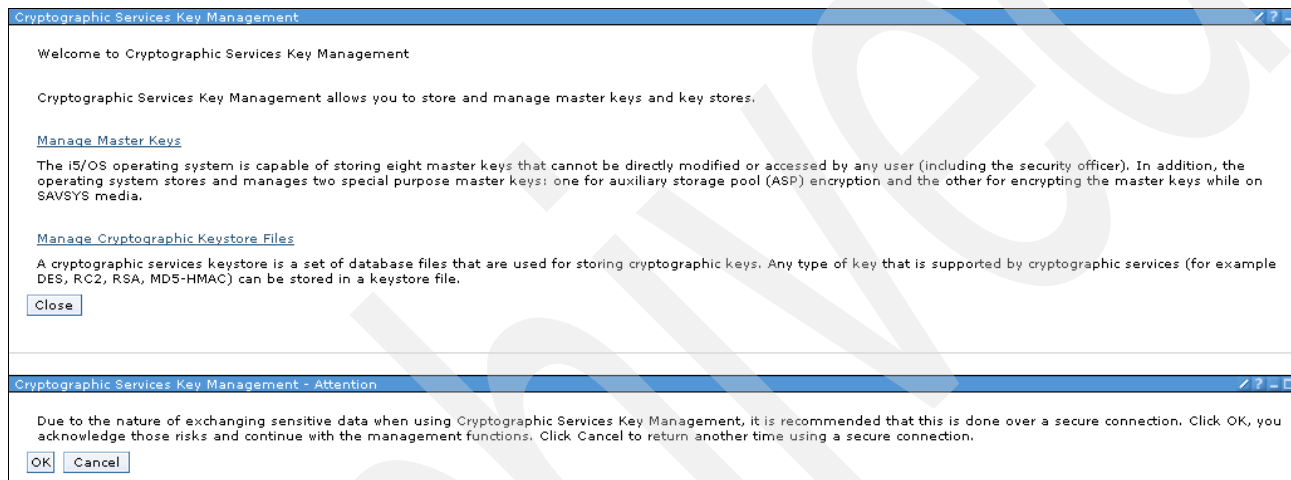 Cryptographic Services Key Management
Welcome to Cryptographic Services Key Management
Cryptographic Services Key Management allows you to store and manage master keys and key stores.
Manage Master Keys
The i5/OS operating system is capable of storing eight master keys that cannot be directly modified or accessed by any user (including the security officer). In addition, the
operating system stores and manages two special purpose master keys: one for auxiliary storage pool (ASP) encryption and the other for encrypting the master keys while on
SAVSYS media.
Manage Cryptographic Keystore Files
A cryptographic services keystore is a set of database files that are used for storing cryptographic keys. Any type of key that is supported by cryptographic services (for example
DES, RC2, RSA, MD5-HMAC) can be stored in a keystore file.
Close
Cryptographic Services Key Management - Attention
Due to the nature of exchanging sensitive data when using Cryptographic Services Key Management, it is recommended that this is done over a secure connection. Click OK, you
acknowledge those risks and continue with the management functions. Click Cancel to return another time using a secure connection.
OK Cancel